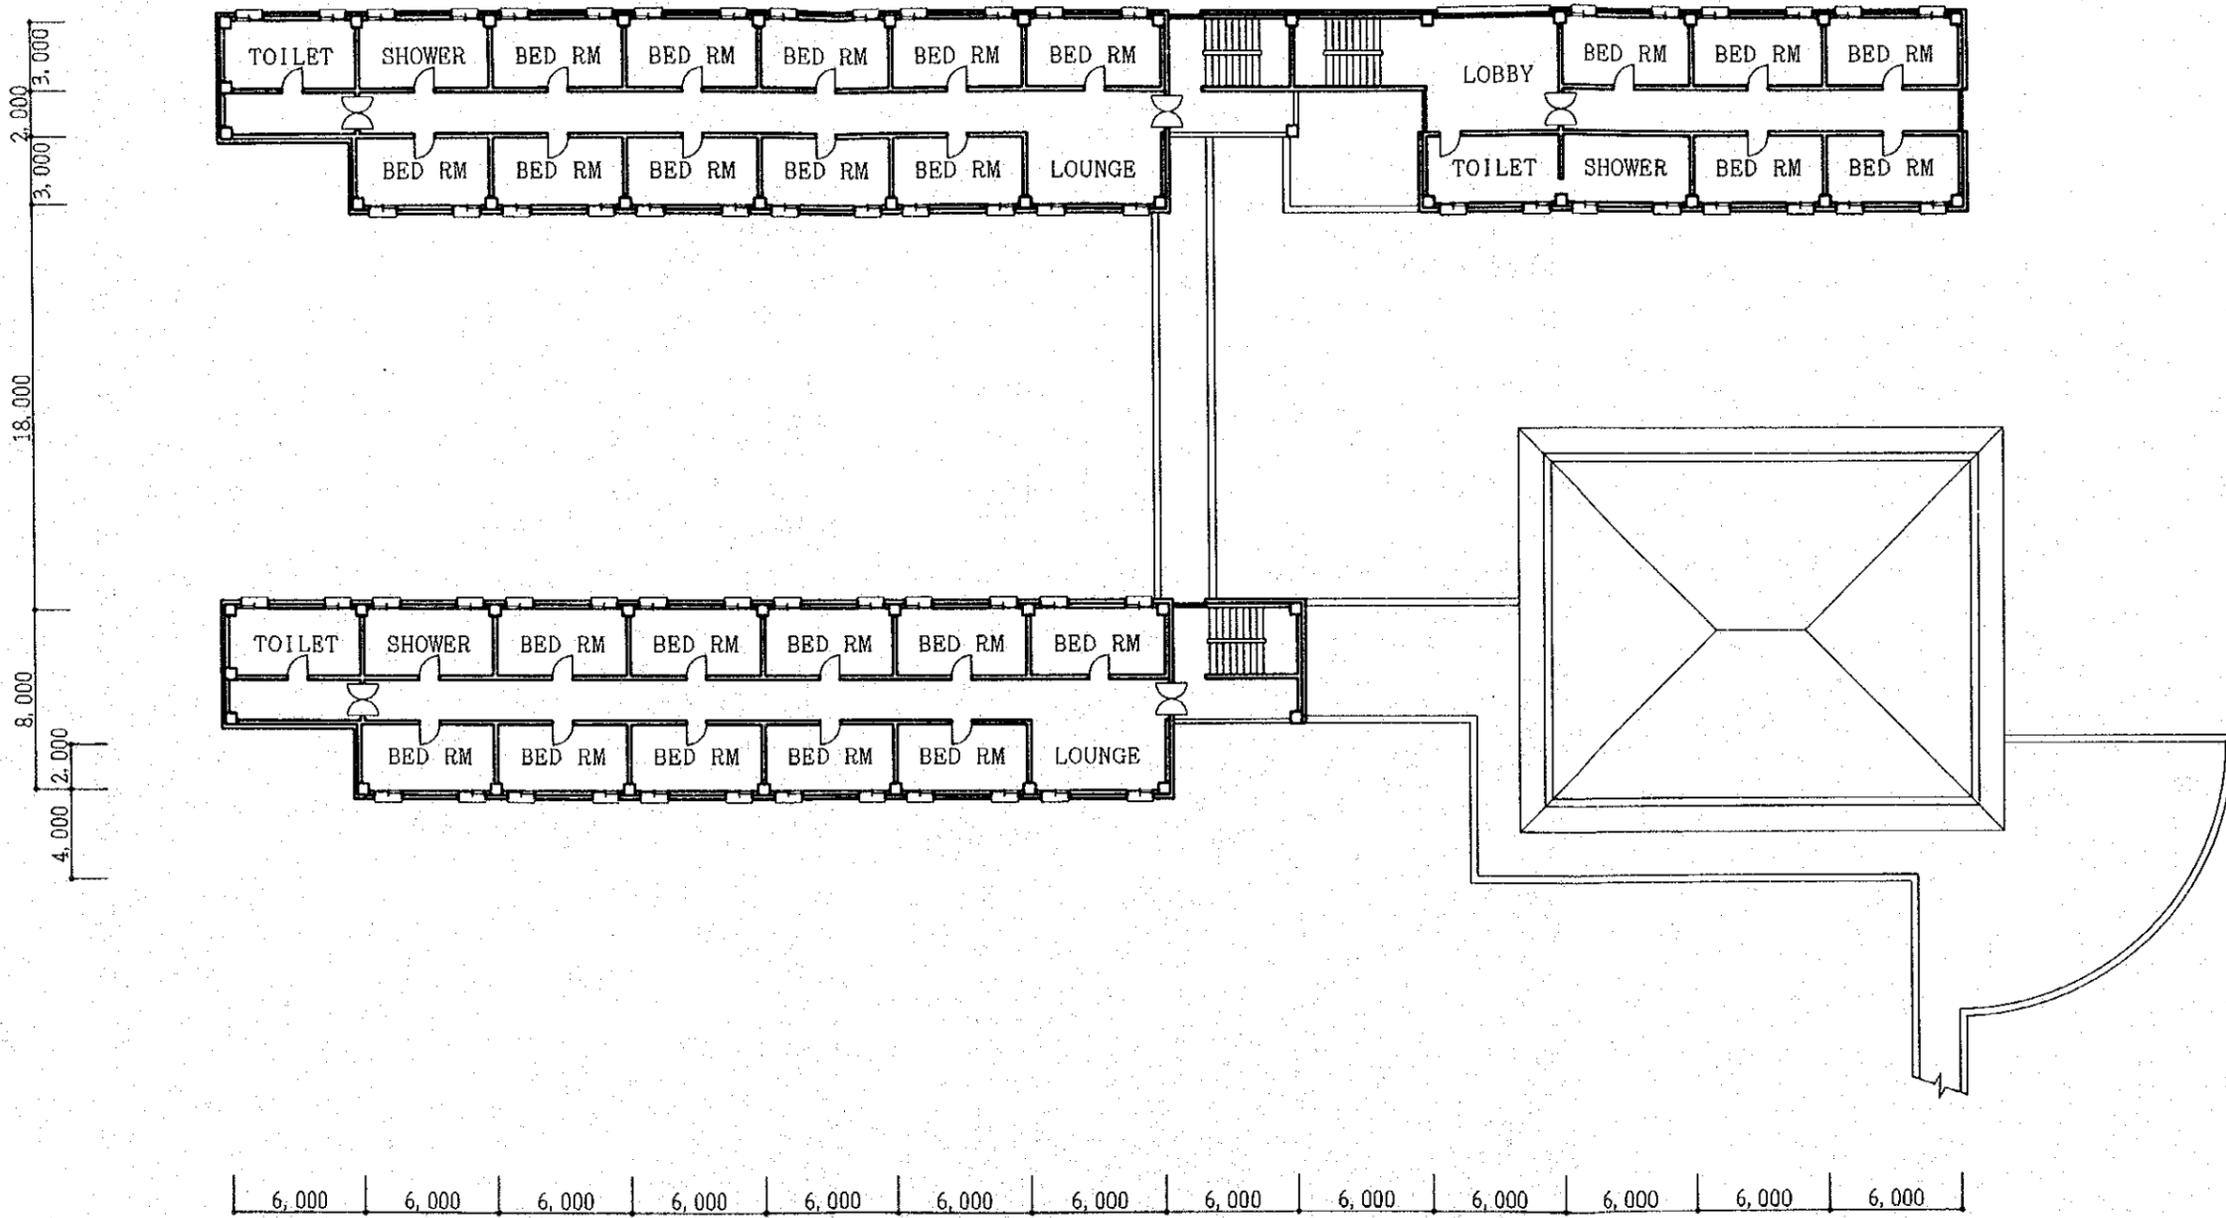 TOILET SHOWER BED RM BED RM BED RM BED RM BED RM LOBBY BED RM BED RM BED RM
BED RM BED RM BED RM BED RM BED RM LOUNGE TOILET SHOWER BED RM BED RM
3,000
2,000
3,000
18,000
8,000
2,000
4,000
TOILET SHOWER BED RM BED RM BED RM BED RM BED RM
BED RM BED RM BED RM BED RM BED RM LOUNGE
6,000 6,000 6,000 6,000 6,000 6,000 6,000 6,000 6,000 6,000 6,000 6,000 6,000